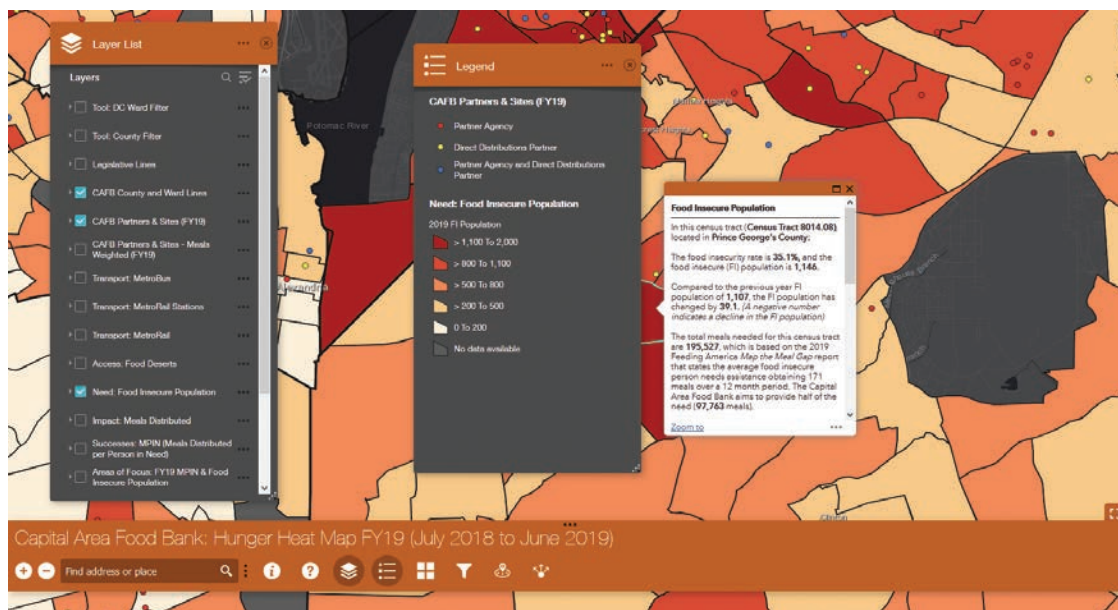 Layer List
Layers
Tool: DC Ward Filter
Tool: County Filter
Legislative Lines
CAFB County and Ward Lines
CAFB Partners & Sites (FY19)
CAFB Partners & Sites - Meals
Weighted (FY19)
Transport: MetroBus
Transport: MetroRail Stations
Transport: MetroRail
Access: Food Deserts
Need: Food Insecure Population
Impact: Meals Distributed
Successes: MPIN (Meals Distributed
per Person in Need)
Areas of Focus: FY19 MPIN & Food
Insecure Population
Potomac River
Alexandria
Legend
CAFB Partners & Sites (FY19)
Partner Agency
Direct Distributions Partner
Partner Agency and Direct Distributions
Partner
Need: Food Insecure Population
2019 FI Population
> 1,100 To 2,000
> 800 To 1,100
> 500 To 800
> 200 To 500
0 To 200
No data available
Food Insecure Population
In this census tract (Census Tract 8014.08)
located in Prince George's County:
The food insecurity rate is 35.1%, and the
food insecure (FI) population is 1,146.
Compared to the previous year FI
population of 1,107, the FI population has
changed by 39.1. (A negative number
indicates a decline in the FI population)
The total meals needed for this census tract
are 195,527, which is based on the 2019
Feeding America Map the Meal Gap report
that states the average food insecure
person needs assistance obtaining 171
meals over a 12 month period. The Capital
Area Food Bank aims to provide half of the
need (97,763 meals).
Zoom to
Clinton
Capital Area Food Bank: Hunger Heat Map FY19 (July 2018 to June 2019)
Find address or place